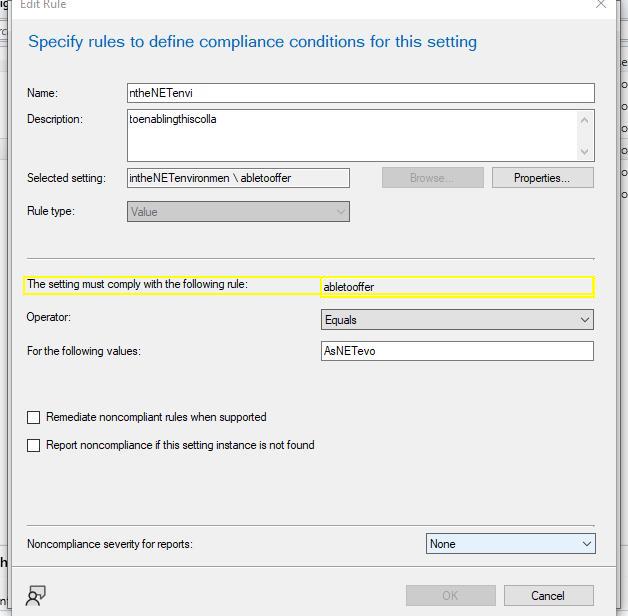 Edit Rule
Specify rules to define compliance conditions for this setting
Name: ntheNETenvi
Description: toenablingthiscolla
Selected setting: intheNETenvironmen \ abletooffer Browse... Properties...
Rule type: Value
The setting must comply with the following rule: abletooffer
Operator: Equals
For the following values: AsNETevo
Remediate noncompliant rules when supported
Report noncompliance if this setting instance is not found
Noncompliance severity for reports: None
OK Cancel